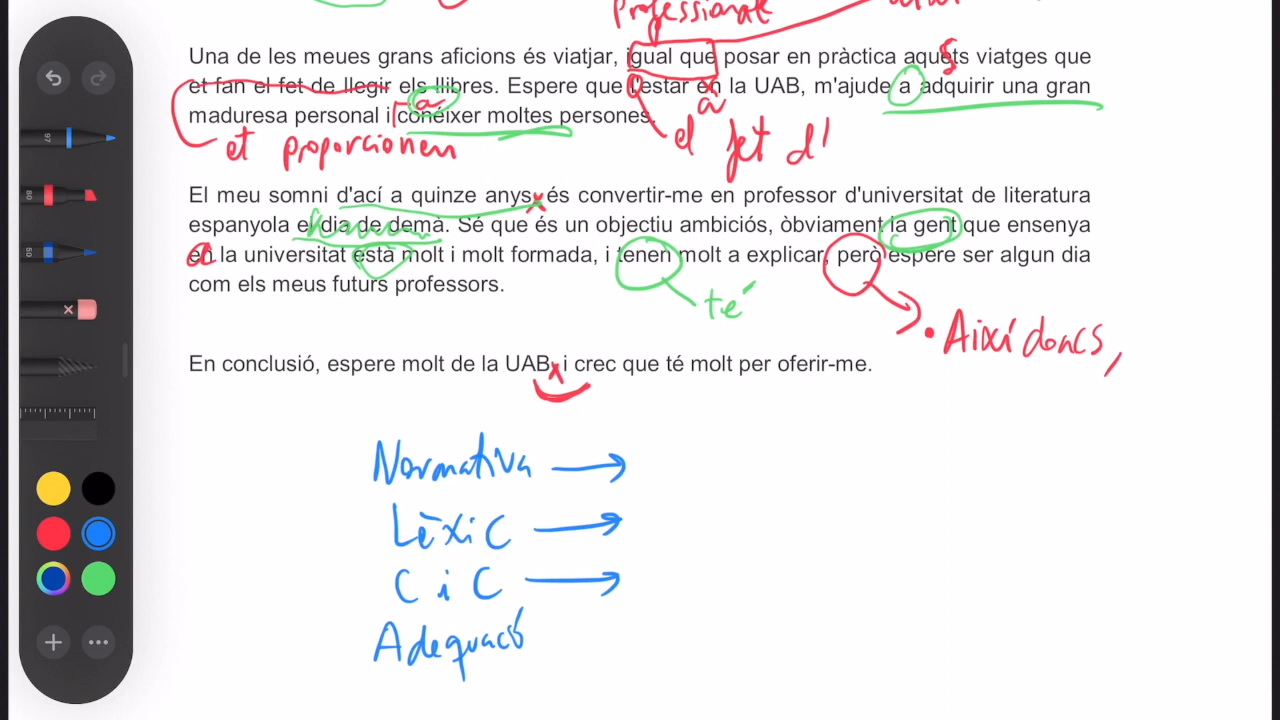 professionals
Una de les meues grans aficions és viatjar, igual que posar en pràctica aquets viatges que
s
et fan el fet de llegir els llibres. Espere que l'estar en la UAB, m'ajude a adquirir una gran
a
a
maduresa personal i conéixer moltes persones.
et proporcionen
el fet d'
El meu somni d'ací a quinze anys, és convertir-me en professor d'universitat de literatura
x
espanyola el dia de demà. Sé que és un objectiu ambiciós, òbviament la gent que ensenya
a
en la universitat està molt i molt formada, i tenen molt a explicar, però espere ser algun dia
com els meus futurs professors.
té
• Així doncs,
En conclusió, espere molt de la UAB, i crec que té molt per oferir-me.
x
Normativa →
Lèxic →
C i C →
Adequació
97
80
50